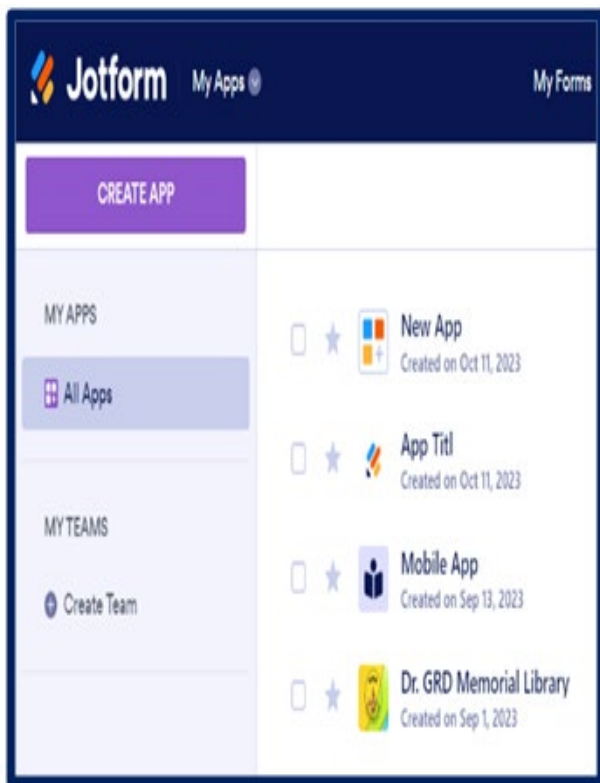 Jotform My Apps My Forms
CREATE APP
MY APPS
All Apps
MY TEAMS
Create Team
New App
Created on Oct 11, 2023
App Titl
Created on Oct 11, 2023
Mobile App
Created on Sep 13, 2023
Dr. GRD Memorial Library
Created on Sep 1, 2023